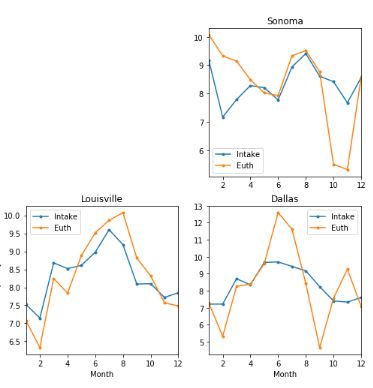 Sonoma
10
9
8
7
6
2 4 6 8 10 12
Intake
Euth
Louisville
10.0
9.5
9.0
8.5
8.0
7.5
7.0
6.5
2 4 6 8 10 12
Month
Intake
Euth
Dallas
13
12
11
10
9
8
7
6
5
2 4 6 8 10 12
Month
Intake
Euth